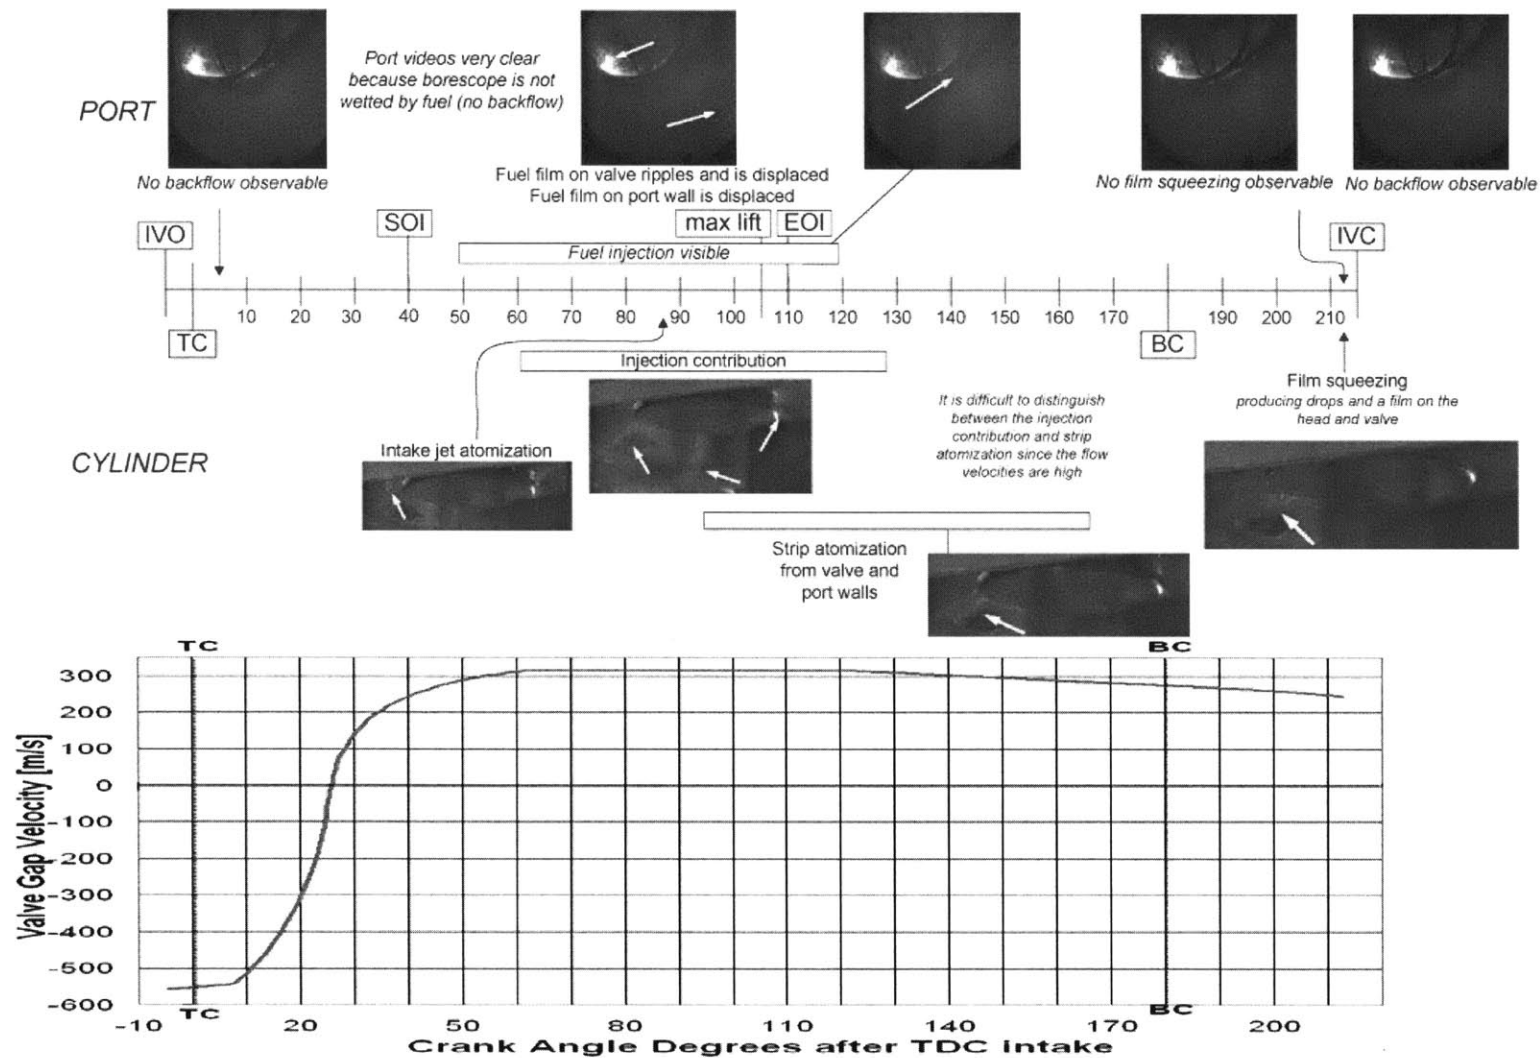 PORT
Port videos very clear
because borescope is not
wetted by fuel (no backflow)
No backflow observable
Fuel film on valve ripples and is displaced
Fuel film on port wall is displaced
No film squeezing observable
No backflow observable
IVO
SOI
max lift
EOI
IVC
Fuel injection visible
10 20 30 40 50 60 70 80 90 100 110 120 130 140 150 160 170 190 200 210
TC
BC
Injection contribution
CYLINDER
Intake jet atomization
It is difficult to distinguish
between the injection
contribution and strip
atomization since the flow
velocities are high
Film squeezing
producing drops and a film on the
head and valve
Strip atomization
from valve and
port walls
TC
BC
Valve Gap Velocity [m/s]
300
200
100
0
-100
-200
-300
-400
-500
-600
TC
BC
-10 20 50 80 110 140 170 200
Crank Angle Degrees after TDC intake